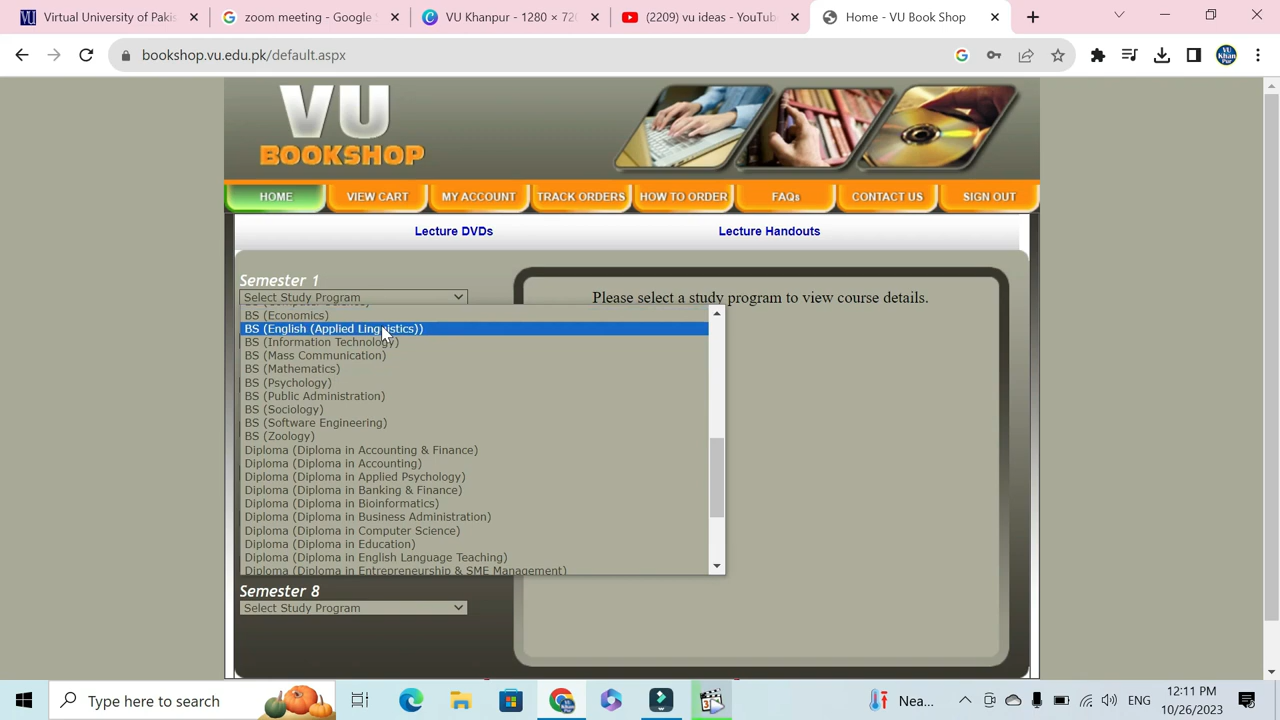 Virtual University of Pakis
zoom meeting - Google
VU Khanpur - 1280 × 720
(2209) vu ideas - YouTube
Home - VU Book Shop
bookshop.vu.edu.pk/default.aspx
VU
BOOKSHOP
HOME
VIEW CART
MY ACCOUNT
TRACK ORDERS
HOW TO ORDER
FAQs
CONTACT US
SIGN OUT
Lecture DVDs
Lecture Handouts
Semester 1
Select Study Program
Please select a study program to view course details.
BS (Computer Science)
BS (Economics)
BS (English (Applied Linguistics))
BS (Information Technology)
BS (Mass Communication)
BS (Mathematics)
BS (Psychology)
BS (Public Administration)
BS (Sociology)
BS (Software Engineering)
BS (Zoology)
Diploma (Diploma in Accounting & Finance)
Diploma (Diploma in Accounting)
Diploma (Diploma in Applied Psychology)
Diploma (Diploma in Banking & Finance)
Diploma (Diploma in Bioinformatics)
Diploma (Diploma in Business Administration)
Diploma (Diploma in Computer Science)
Diploma (Diploma in Education)
Diploma (Diploma in English Language Teaching)
Diploma (Diploma in Entrepreneurship & SME Management)
Semester 8
Select Study Program
Type here to search
Nea...
ENG
12:11 PM
10/26/2023